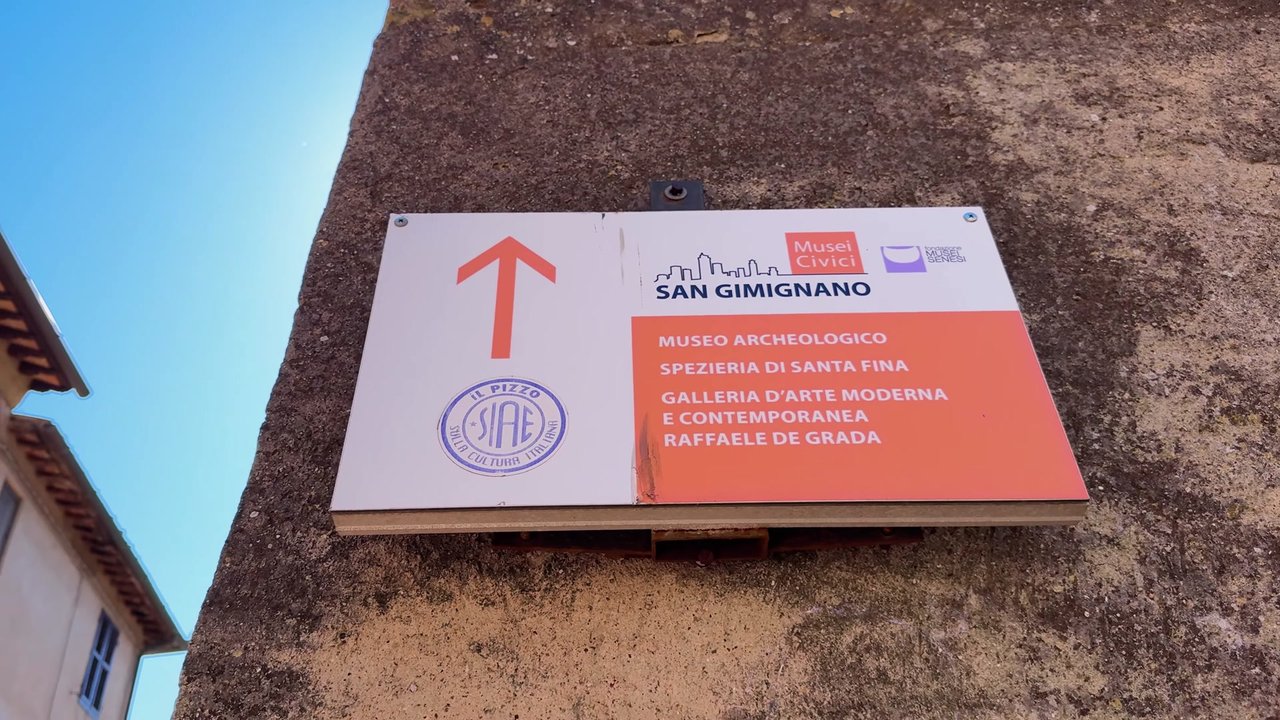 Musei
Civici
SAN GIMIGNANO
fondazione
MUSEI
SENESI
MUSEO ARCHEOLOGICO
SPEZIERIA DI SANTA FINA
GALLERIA D'ARTE MODERNA
E CONTEMPORANEA
RAFFAELE DE GRADA
IL PIZZO
SIAE
SULLA CULTURA ITALIANA